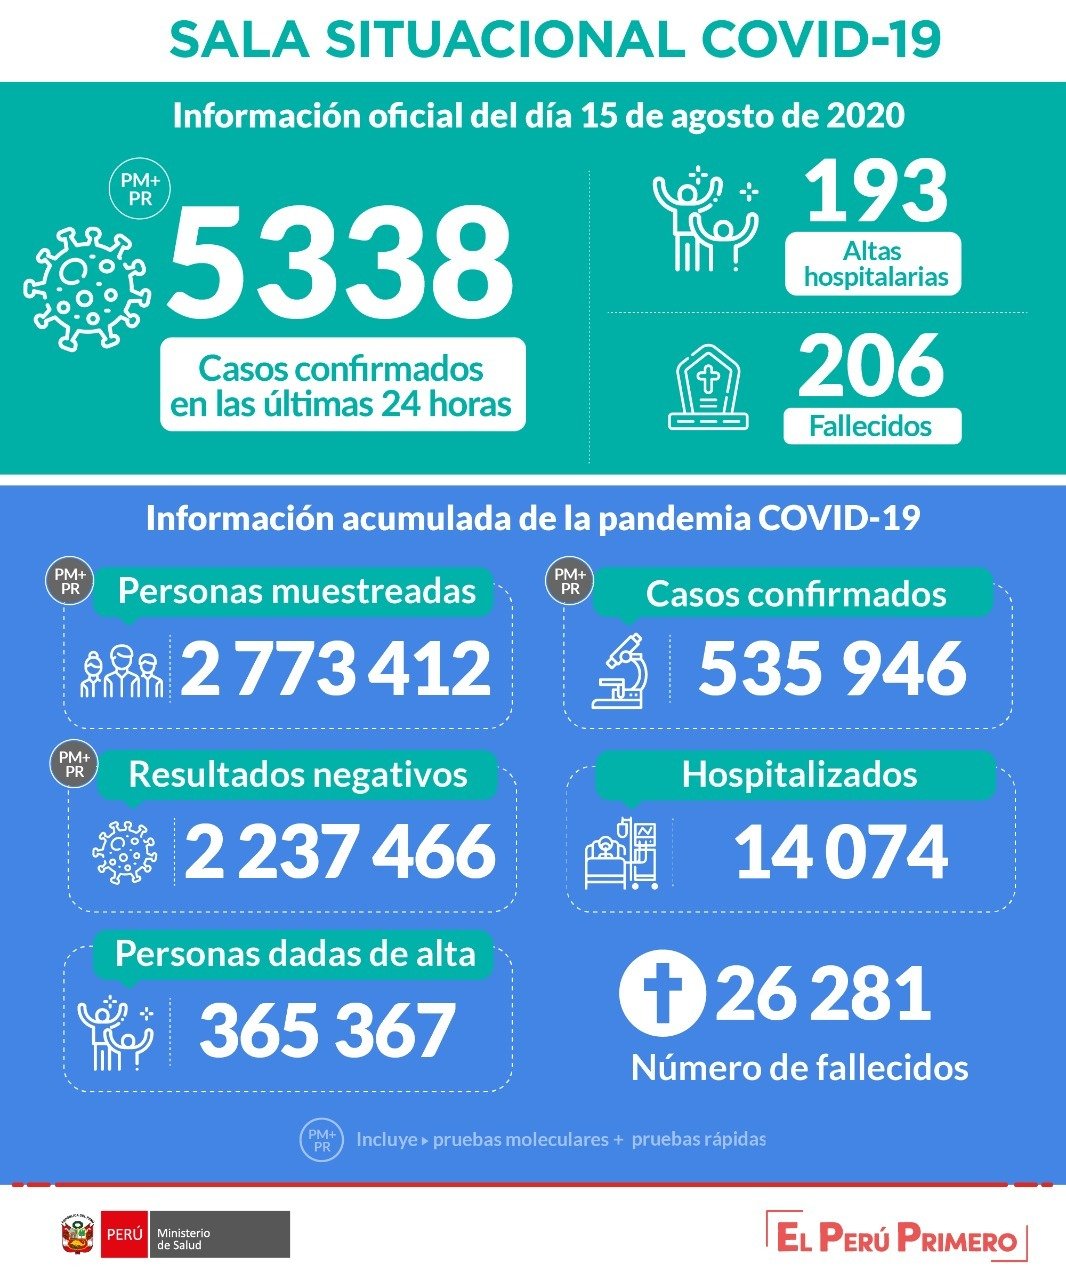 SALA SITUACIONAL COVID-19
Información oficial del día 15 de agosto de 2020
PM+
PR
5338
Casos confirmados
en las últimas 24 horas
193
Altas
hospitalarias
206
Fallecidos
Información acumulada de la pandemia COVID-19
PM+
PR
Personas muestreadas
2 773 412
PM+
PR
Casos confirmados
535 946
PM+
PR
Resultados negativos
2 237 466
Hospitalizados
14 074
Personas dadas de alta
365 367
26 281
Número de fallecidos
PM+
PR
Incluye ▸ pruebas moleculares + pruebas rápidas
PERÚ
Ministerio
de Salud
EL PERÚ PRIMERO